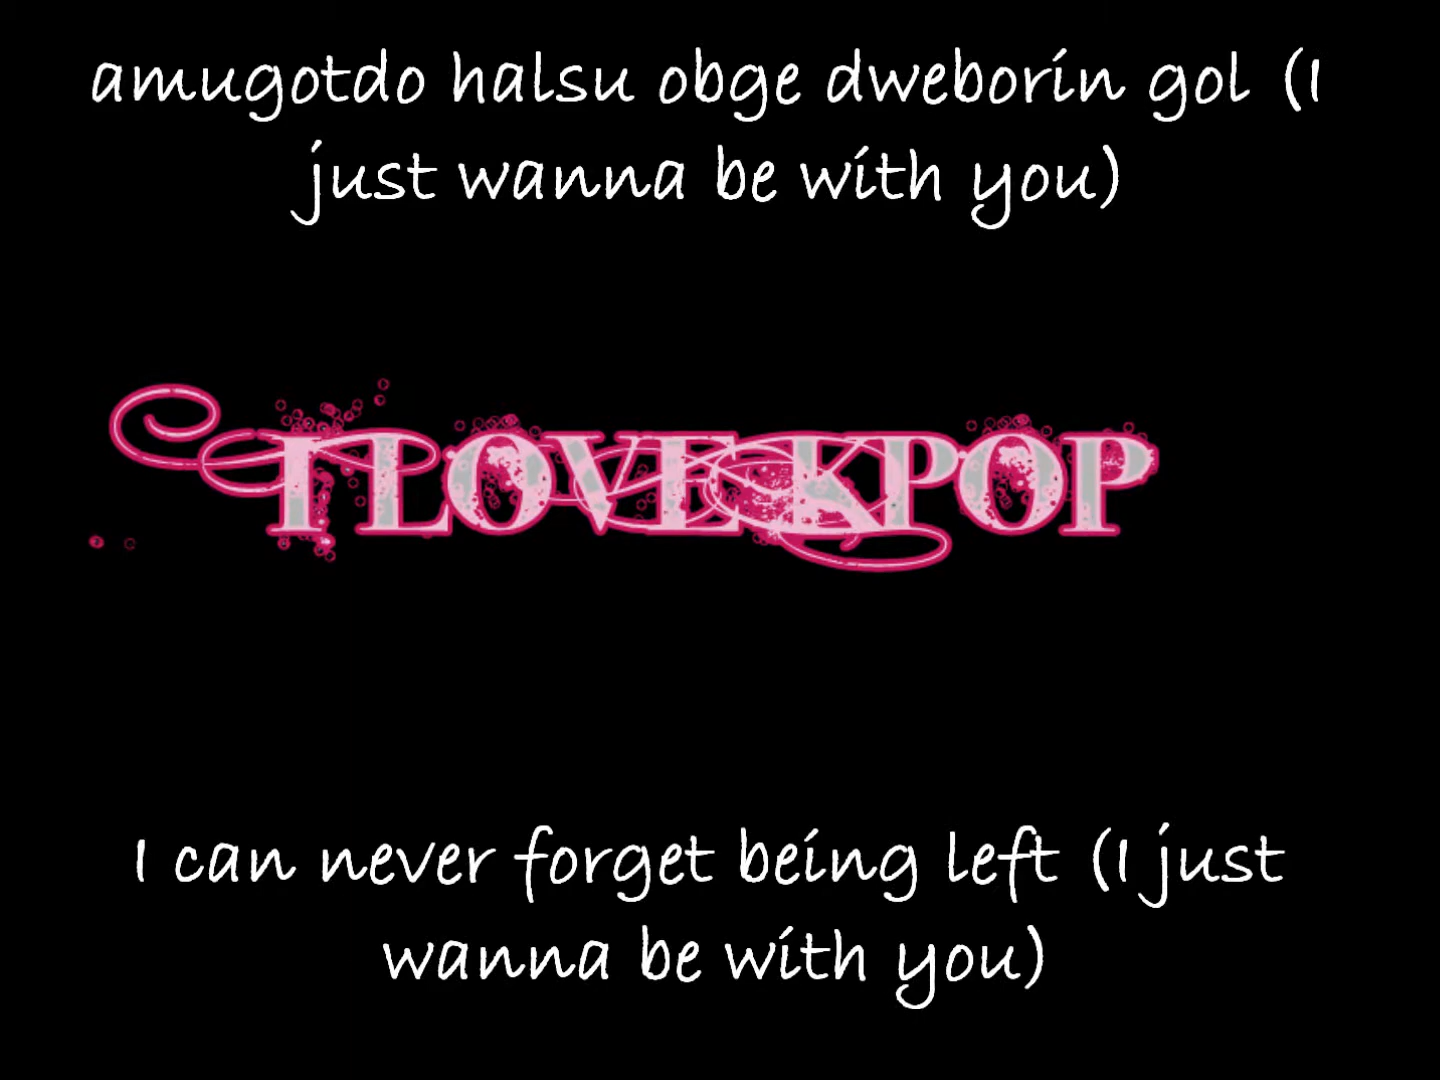 amugotdo halsu obge dweborin gol (I
just wanna be with you)
I LOVE KPOP
I can never forget being left (I just
wanna be with you)